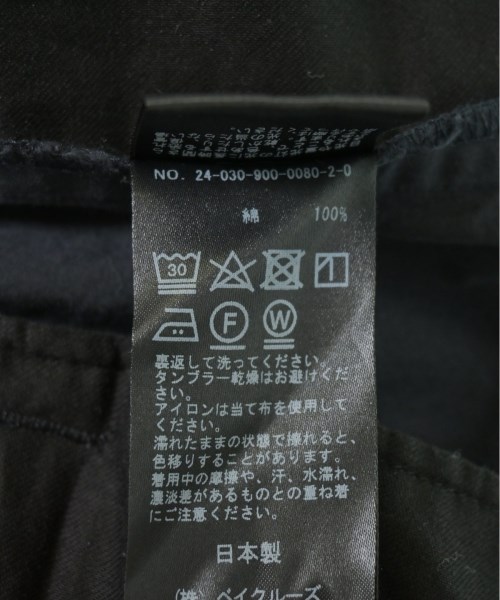 NO. 24-030-900-0080-2-0
綿 100%
30
F W
裏返して洗ってください。
タンブラー乾燥はお避けくだ
さい。
アイロンは当て布を使用して
ください。
濡れたままの状態で擦れると、
色移りすることがあります。
着用中の摩擦や、汗、水濡れ、
濃淡差があるものとの重ね着
にご注意ください。
日本製
(株) ベイクルーズ